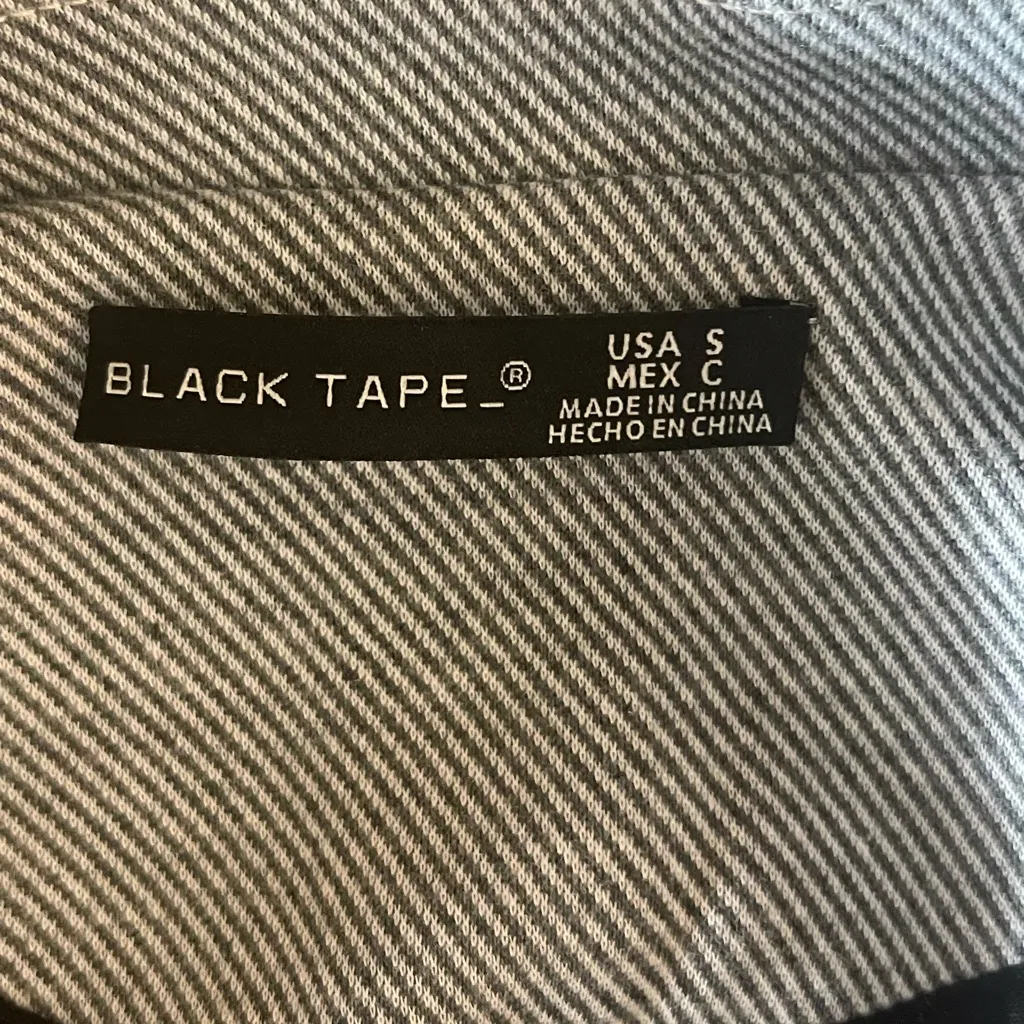 BLACK TAPE_®
USA S
MEX C
MADE IN CHINA
HECHO EN CHINA